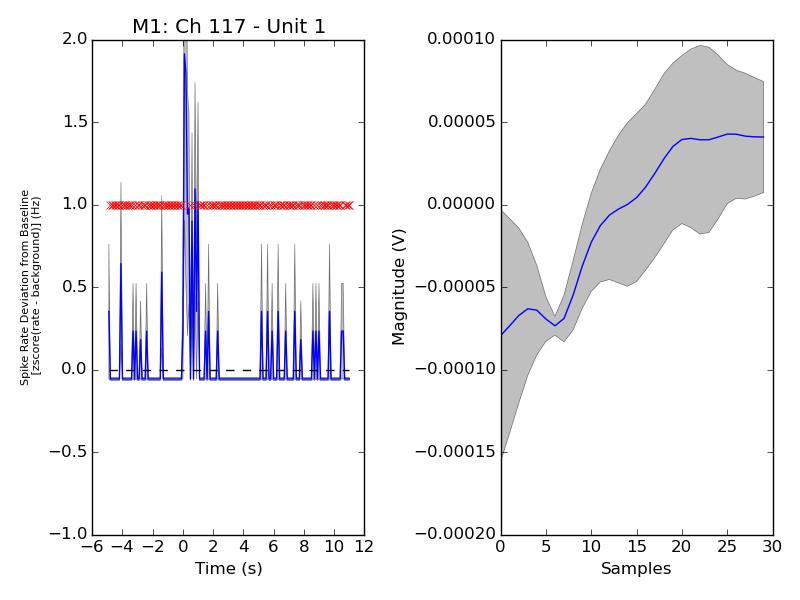 M1: Ch 117 - Unit 1
Spike Rate Deviation from Baseline
[zscore(rate - background)] (Hz)
2.0
1.5
1.0
0.5
0.0
−0.5
−1.0
−6 −4 −2 0 2 4 6 8 10 12
Time (s)
Magnitude (V)
0.00010
0.00005
0.00000
−0.00005
−0.00010
−0.00015
−0.00020
0 5 10 15 20 25 30
Samples